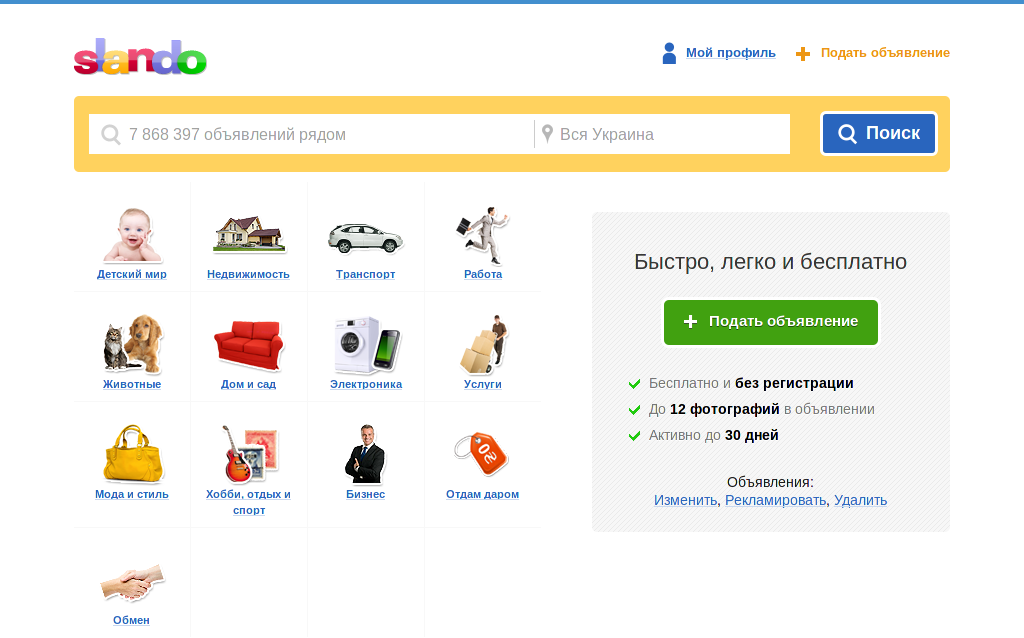 slando
Мой профиль
Подать объявление
7 868 397 объявлений рядом
Вся Украина
Поиск
Детский мир
Недвижимость
Транспорт
Работа
Животные
Дом и сад
Электроника
Услуги
Мода и стиль
Хобби, отдых и
спорт
Бизнес
Отдам даром
Обмен
Быстро, легко и бесплатно
Подать объявление
Бесплатно и без регистрации
До 12 фотографий в объявлении
Активно до 30 дней
Объявления:
Изменить, Рекламировать, Удалить